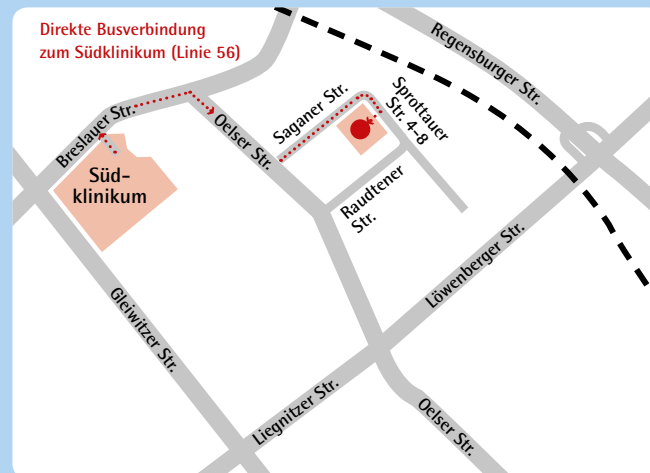 Direkte Busverbindung
zum Südklinikum (Linie 56)
Regensburger Str.
Breslauer Str.
Oelser Str.
Saganer Str.
Sprottauer
Str. 4–8
Süd-
klinikum
Raudtener
Str.
Löwenberger Str.
Gleiwitzer Str.
Liegnitzer Str.
Oelser Str.